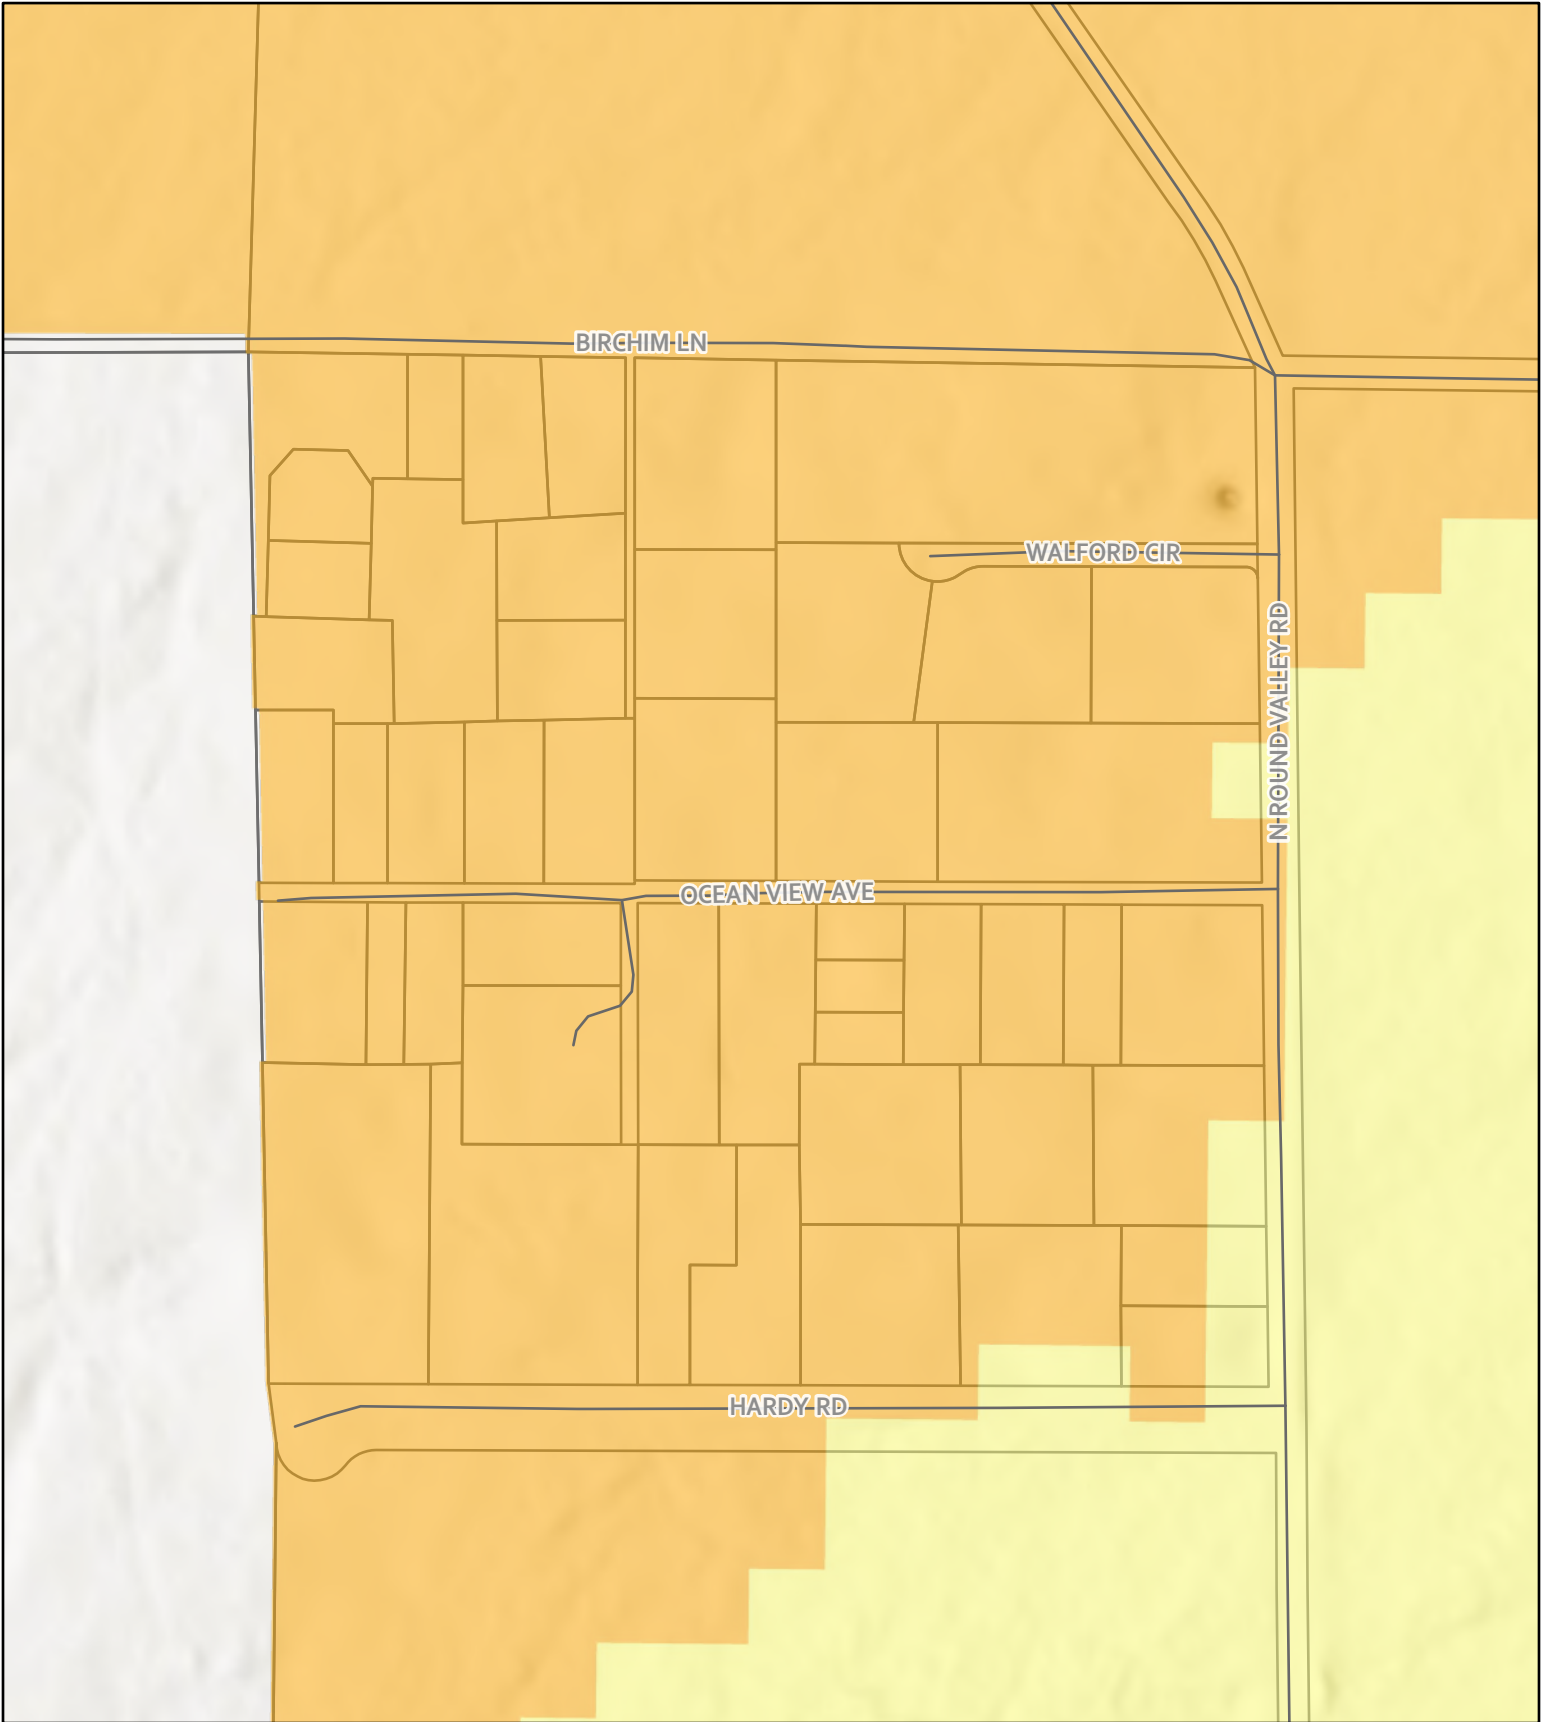 BIRCHIM LN
WALFORD CIR
N ROUND VALLEY RD
OCEAN VIEW AVE
HARDY RD